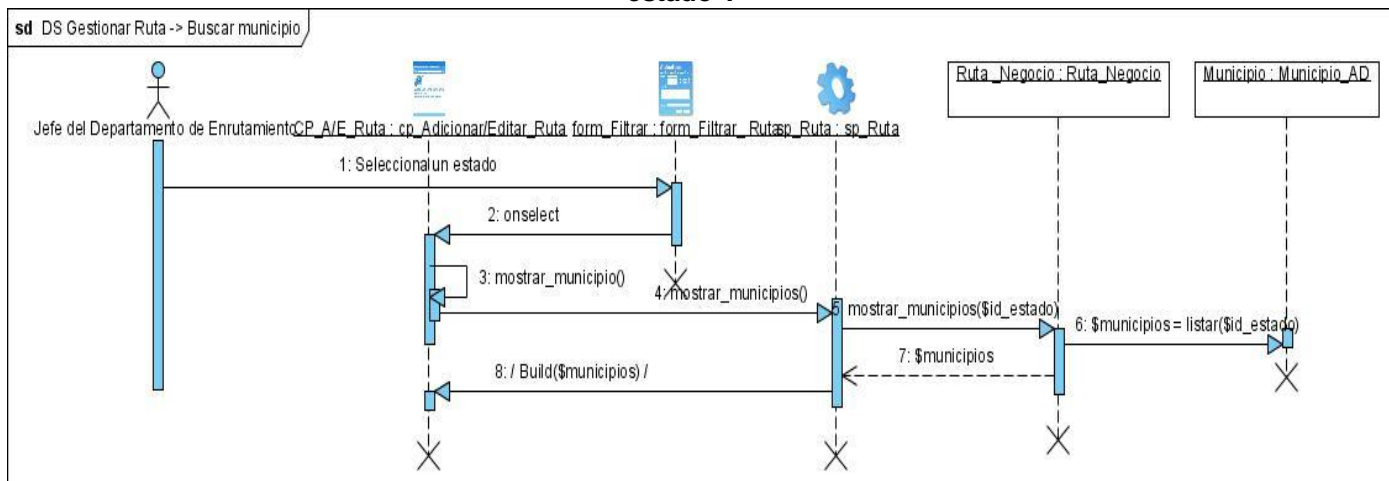 sd DS Gestionar Ruta -> Buscar municipio
Jefe del Departamento de Enrutamiento
CP_A/E_Ruta : cp_Adicionar/Editar_Ruta
form_Filtrar : form_Filtrar_Ruta
sp_Ruta : sp_Ruta
Ruta_Negocio : Ruta_Negocio
Municipio : Municipio_AD
1: Selecciona un estado
2: onselect
3: mostrar_municipio()
4: mostrar_municipios()
5 mostrar_municipios($id_estado)
6: $municipios = listar($id_estado)
7: $municipios
8: / Build($municipios) /